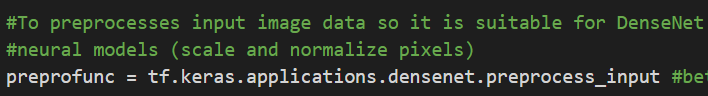 #To preprocesses input image data so it is suitable for DenseNet
#neural models (scale and normalize pixels)
preprofunc = tf.keras.applications.densenet.preprocess_input